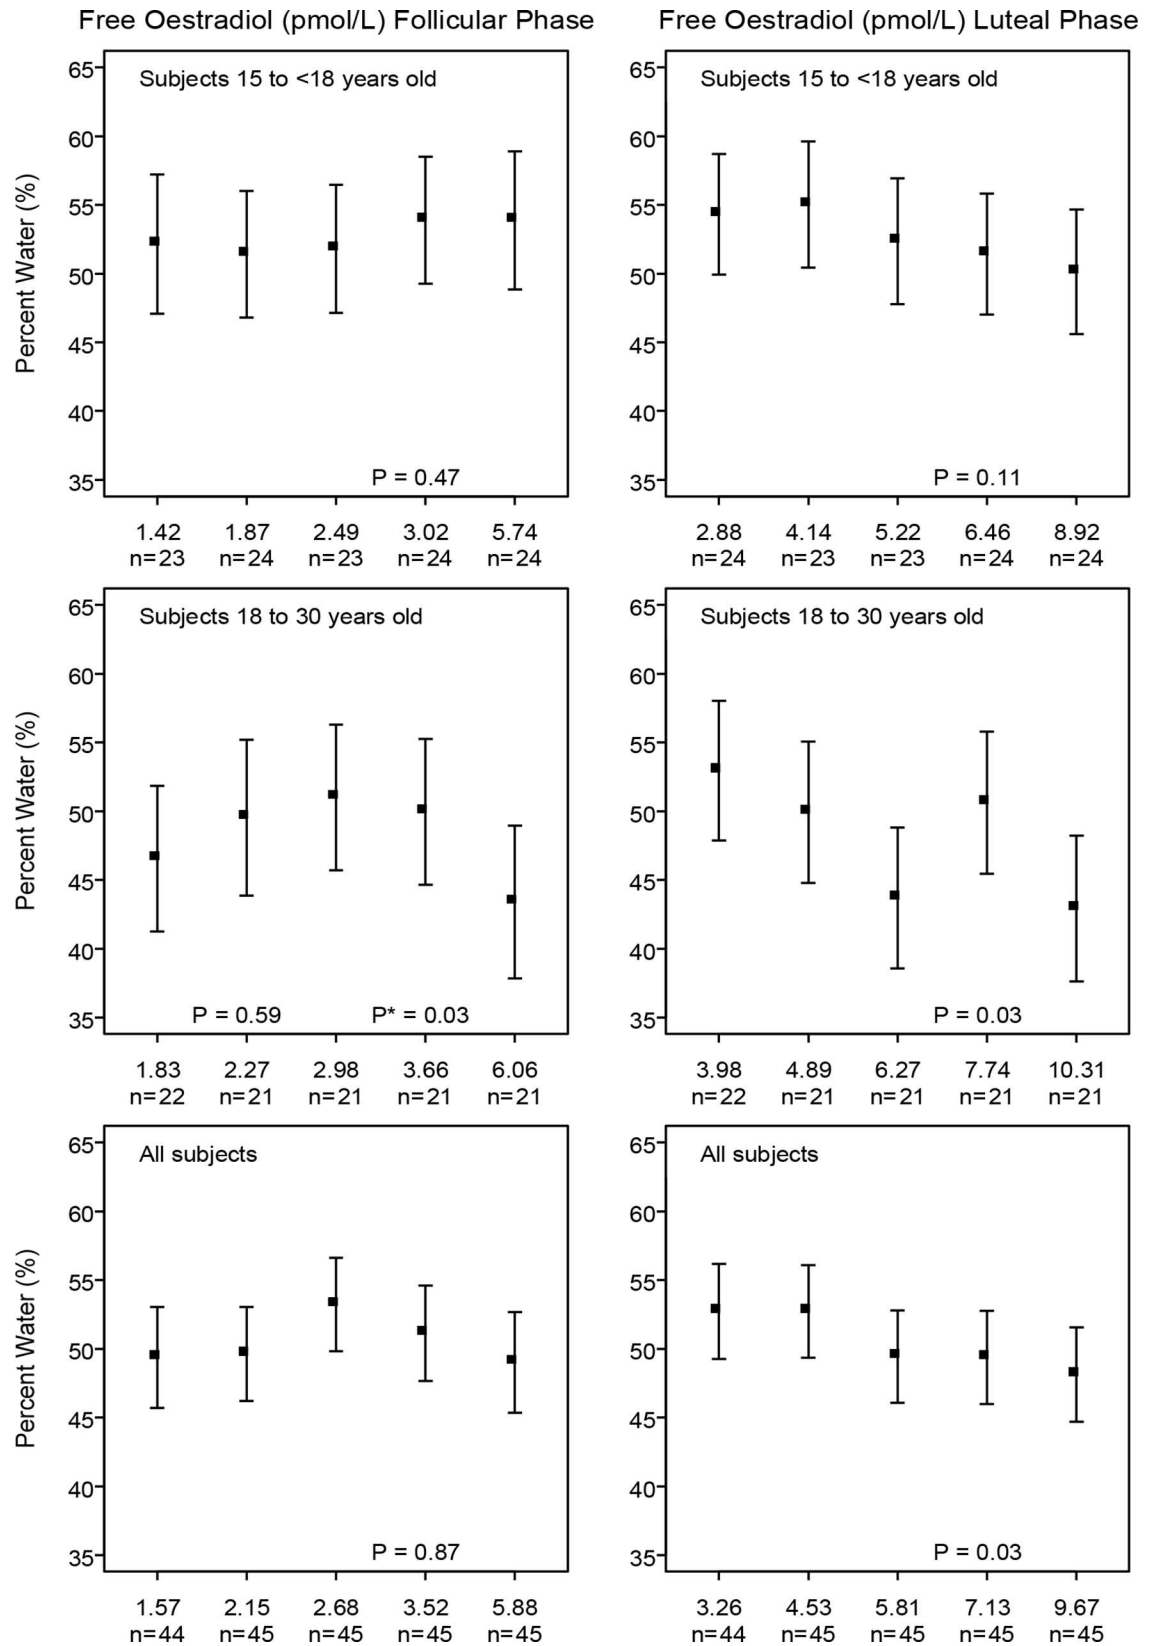 Free Oestradiol (pmol/L) Follicular Phase
Free Oestradiol (pmol/L) Luteal Phase
Percent Water (%)
65
60
55
50
45
40
35
Subjects 15 to <18 years old
P = 0.47
1.42 1.87 2.49 3.02 5.74
n=23 n=24 n=23 n=24 n=24
65
60
55
50
45
40
35
Subjects 15 to <18 years old
P = 0.11
2.88 4.14 5.22 6.46 8.92
n=24 n=23 n=23 n=24 n=24
Percent Water (%)
65
60
55
50
45
40
35
Subjects 18 to 30 years old
P = 0.59 P* = 0.03
1.83 2.27 2.98 3.66 6.06
n=22 n=21 n=21 n=21 n=21
65
60
55
50
45
40
35
Subjects 18 to 30 years old
P = 0.03
3.98 4.89 6.27 7.74 10.31
n=22 n=21 n=21 n=21 n=21
Percent Water (%)
65
60
55
50
45
40
35
All subjects
P = 0.87
1.57 2.15 2.68 3.52 5.88
n=44 n=45 n=45 n=45 n=45
65
60
55
50
45
40
35
All subjects
P = 0.03
3.26 4.53 5.81 7.13 9.67
n=44 n=45 n=45 n=45 n=45